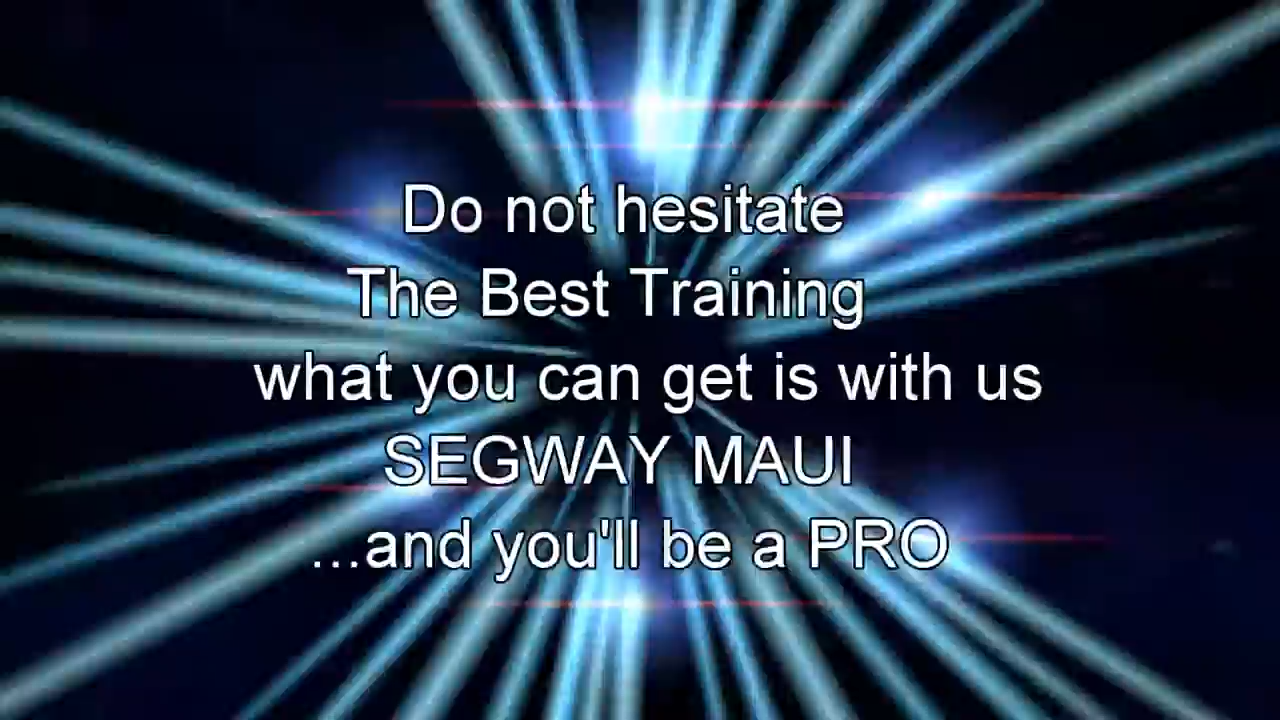 Do not hesitate
The Best Training
what you can get is with us
SEGWAY MAUI
...and you'll be a PRO